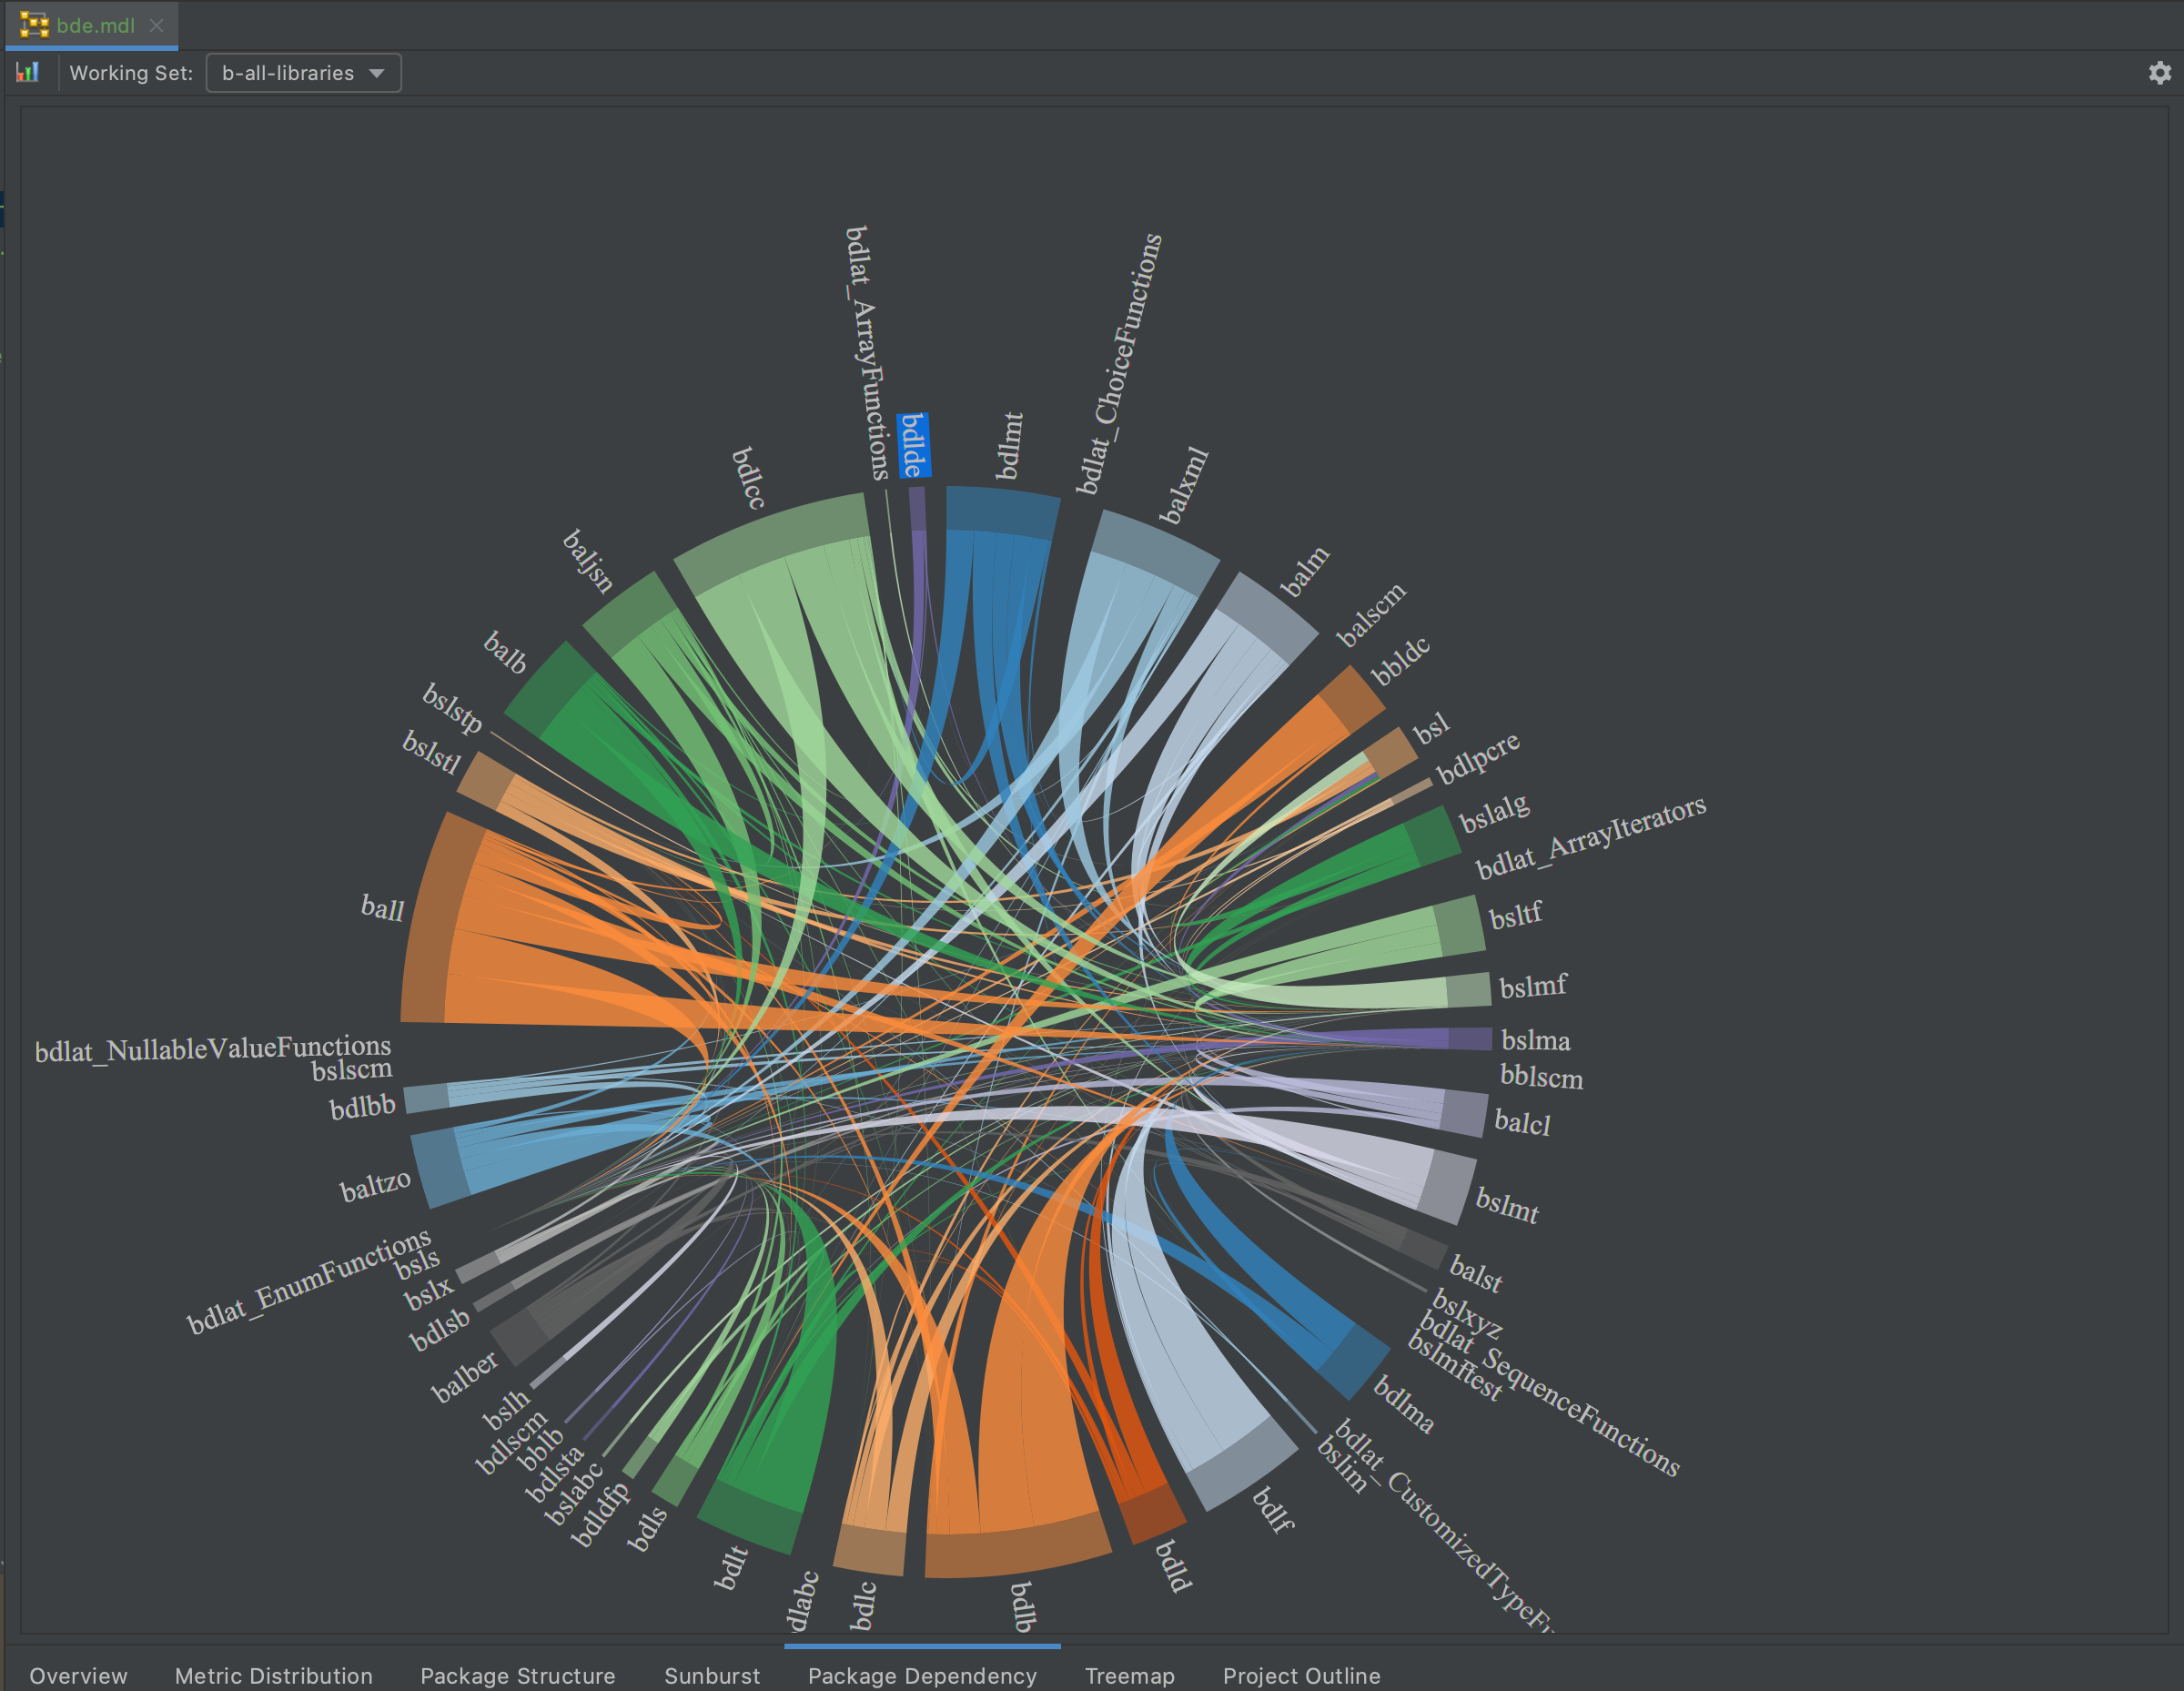 bde.mdl
Working Set: b-all-libraries
bdlat_ArrayFunctions
bdlde
bdlmt
bdlat_ChoiceFunctions
balxml
balm
balscm
bbldc
bsl
bdlpcre
bslalg
bdlat_ArrayIterators
bsltf
bslmf
bslma
bblscm
balcl
bslmt
balst
bslxyz
bdlat_SequenceFunctions
bslmftest
bdlma
bdlat_CustomizedTypeFu
bslim
bdlf
bdld
bdlb
bdlc
dlabc
bdlt
bdls
bdldfp
bslabc
bdlsta
bblb
bdlscm
bslh
balber
bdlsb
bslx
bsls
bdlat_EnumFunctions
baltzo
bdlbb
bslscm
bdlat_NullableValueFunctions
ball
bslstl
bslstp
balb
baljsn
bdlcc
Overview Metric Distribution Package Structure Sunburst Package Dependency Treemap Project Outline